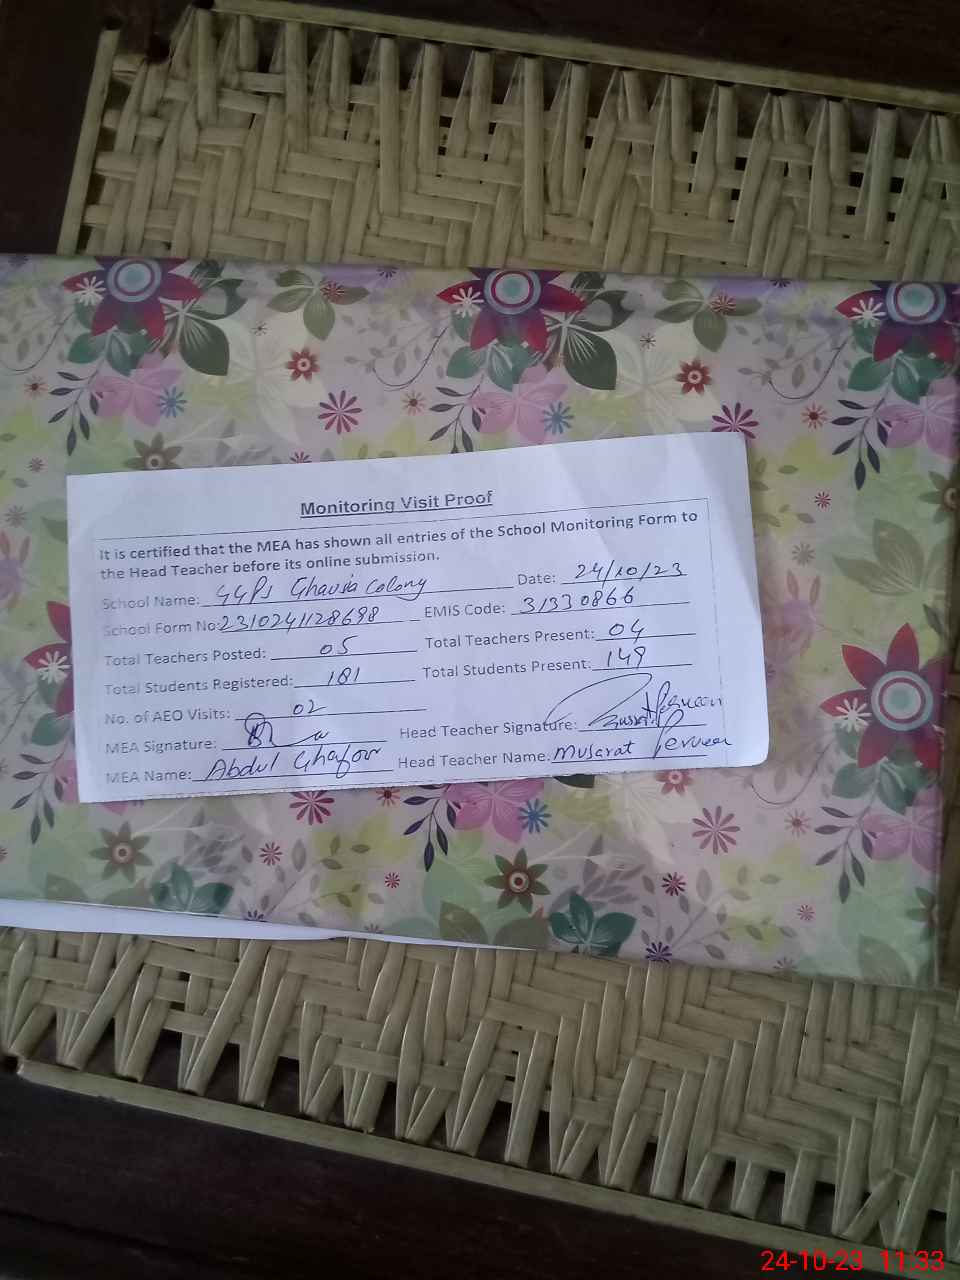 Monitoring Visit Proof
It is certified that the MEA has shown all entries of the School Monitoring Form to
the Head Teacher before its online submission.
School Name: GGPS Ghausia Colony Date: 24/10/23
School Form No: 2310241128698 EMIS Code: 31330866
Total Teachers Posted: 05 Total Teachers Present: 04
Total Students Registered: 181 Total Students Present: 149
No. of AEO Visits: 02
MEA Signature: Head Teacher Signature: Perveen
MEA Name: Abdul Ghafoor Head Teacher Name: Musarat Perveen
24-10-23 11:33